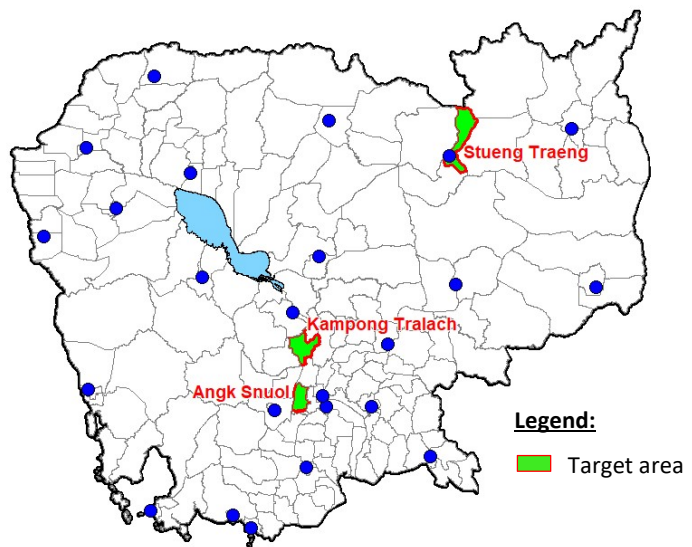 Stueng Traeng
Kampong Tralach
Angk Snuol
Legend:
Target area